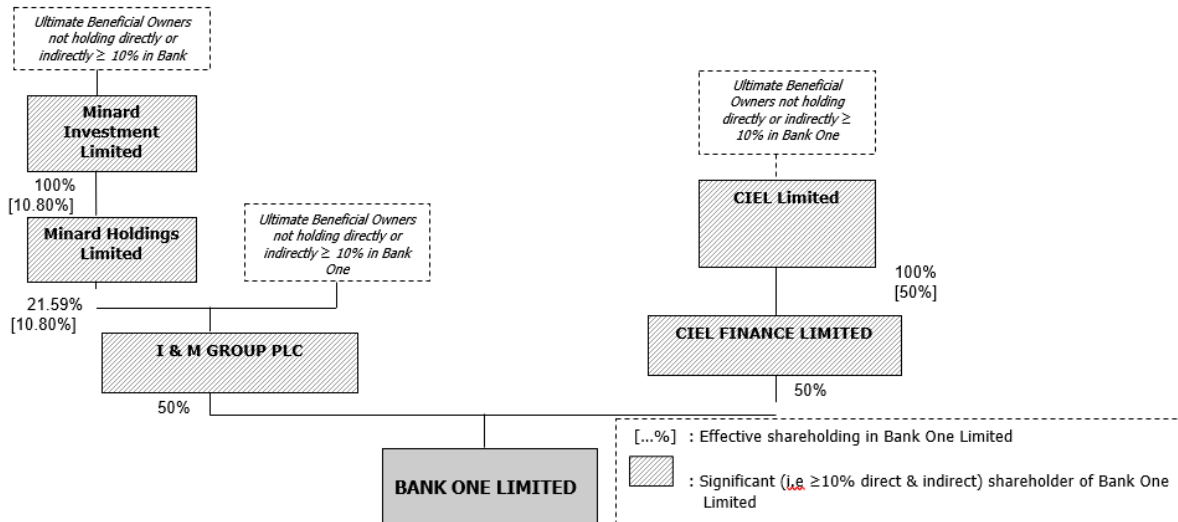 Ultimate Beneficial Owners
not holding directly or
indirectly ≥ 10% in Bank
Minard
Investment
Limited
100%
[10.80%]
Minard Holdings
Limited
21.59%
[10.80%]
Ultimate Beneficial Owners
not holding directly or
indirectly ≥ 10% in Bank
One
I & M GROUP PLC
50%
Ultimate Beneficial
Owners not holding
directly or indirectly ≥
10% in Bank One
CIEL Limited
100%
[50%]
CIEL FINANCE LIMITED
50%
BANK ONE LIMITED
[...%] : Effective shareholding in Bank One Limited
: Significant (i,e ≥10% direct & indirect) shareholder of Bank One
Limited